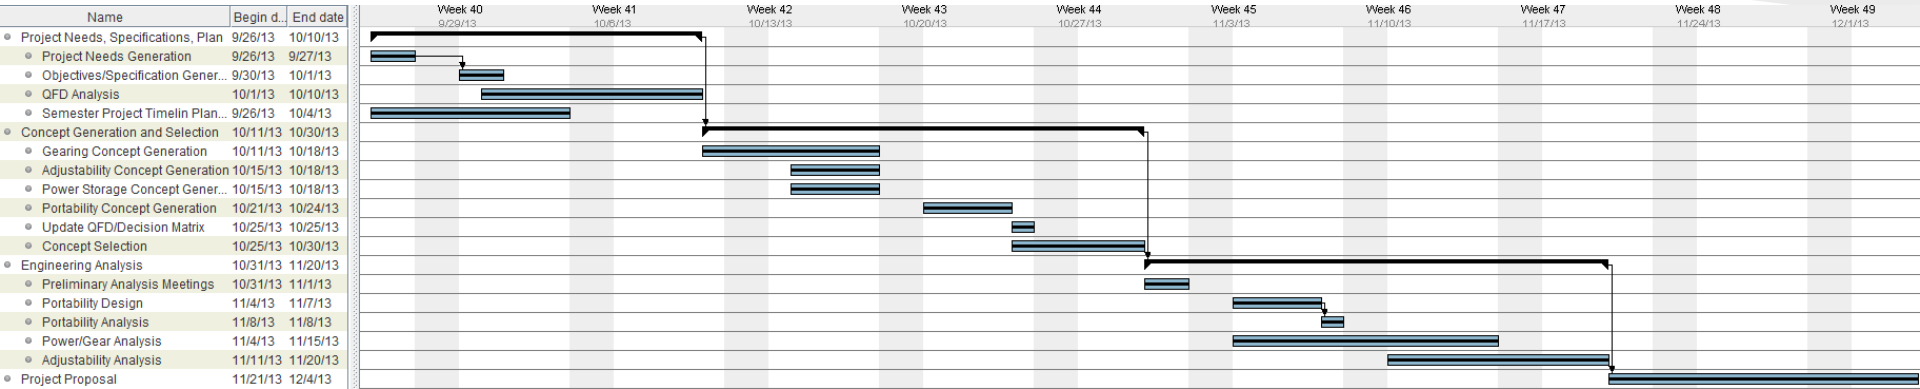 Name Begin d... End date Week 40 Week 41 Week 42 Week 43 Week 44 Week 45 Week 46 Week 47 Week 48 Week 49
9/29/13 10/6/13 10/13/13 10/20/13 10/27/13 11/3/13 11/10/13 11/17/13 11/24/13 12/1/13
Project Needs, Specifications, Plan 9/26/13 10/10/13
Project Needs Generation 9/26/13 9/27/13
Objectives/Specification Gener... 9/30/13 10/1/13
QFD Analysis 10/1/13 10/10/13
Semester Project Timelin Plan... 9/26/13 10/4/13
Concept Generation and Selection 10/11/13 10/30/13
Gearing Concept Generation 10/11/13 10/18/13
Adjustability Concept Generation 10/15/13 10/18/13
Power Storage Concept Gener... 10/15/13 10/18/13
Portability Concept Generation 10/21/13 10/24/13
Update QFD/Decision Matrix 10/25/13 10/25/13
Concept Selection 10/25/13 10/30/13
Engineering Analysis 10/31/13 11/20/13
Preliminary Analysis Meetings 10/31/13 11/1/13
Portability Design 11/4/13 11/7/13
Portability Analysis 11/8/13 11/8/13
Power/Gear Analysis 11/4/13 11/15/13
Adjustability Analysis 11/11/13 11/20/13
Project Proposal 11/21/13 12/4/13